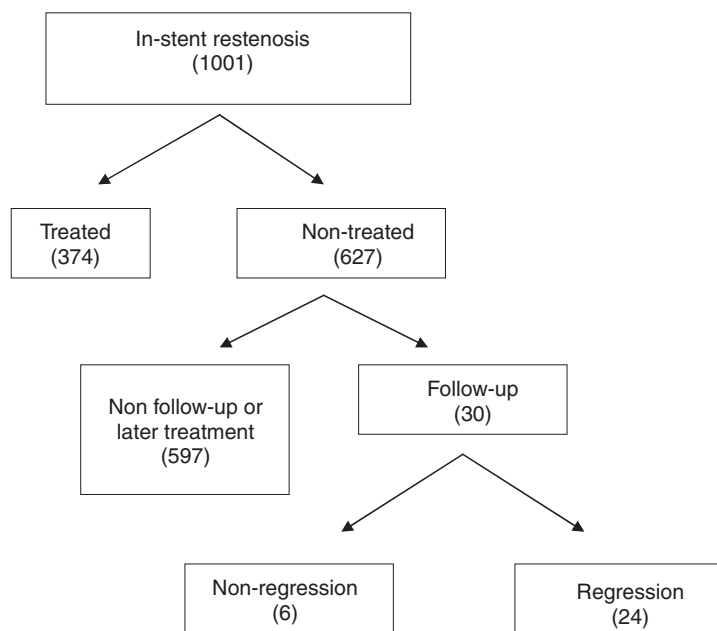 In-stent restenosis
(1001)
Treated
(374)
Non-treated
(627)
Non follow-up or
later treatment
(597)
Follow-up
(30)
Non-regression
(6)
Regression
(24)